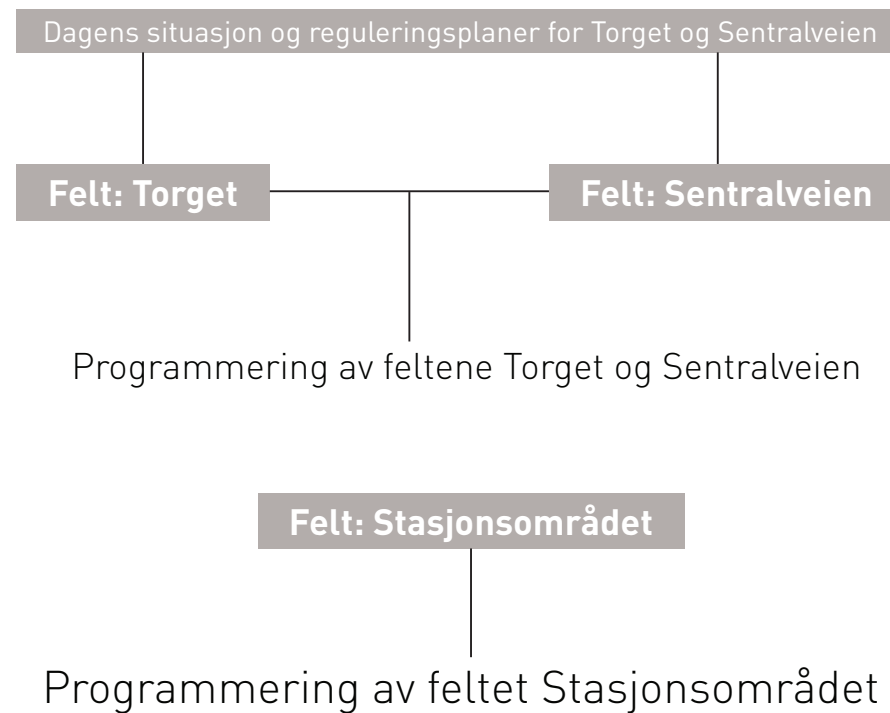 Dagens situasjon og reguleringsplaner for Torget og Sentralveien
Felt: Torget
Felt: Sentralveien
Programmering av feltene Torget og Sentralveien
Felt: Stasjonsområdet
Programmering av feltet Stasjonsområdet